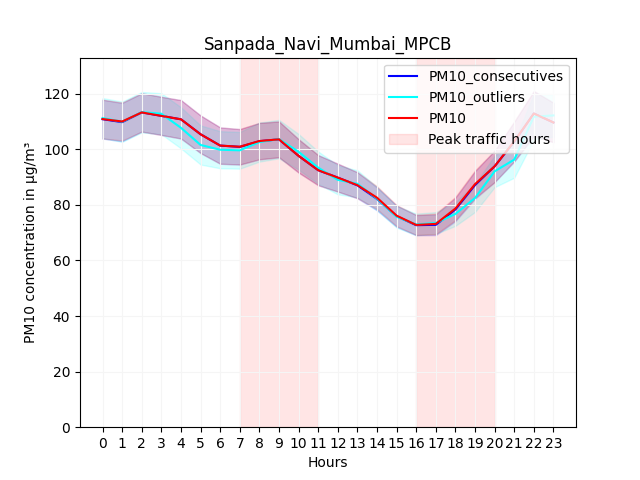 Sanpada_Navi_Mumbai_MPCB
PM10_consecutives
PM10_outliers
PM10
Peak traffic hours
PM10 concentration in µg/m³
120
100
80
60
40
20
0
0 1 2 3 4 5 6 7 8 9 10 11 12 13 14 15 16 17 18 19 20 21 22 23
Hours